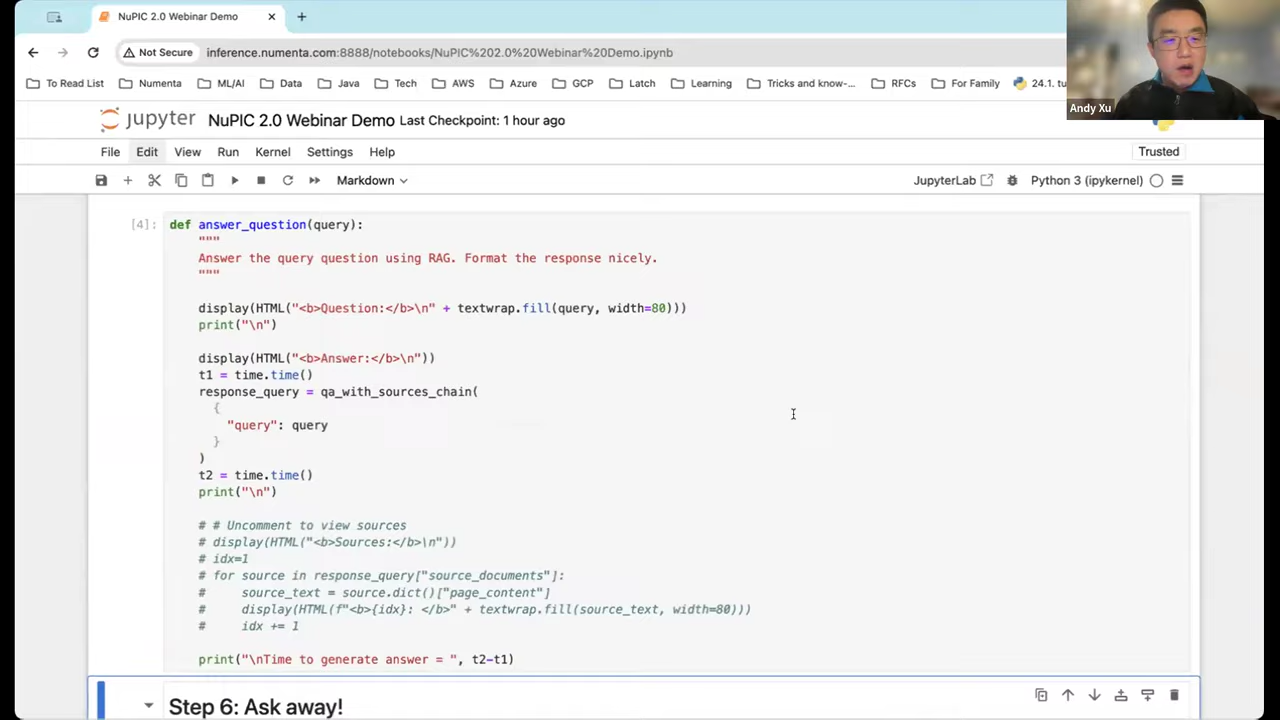 NuPIC 2.0 Webinar Demo
Not Secure inference.numenta.com:8888/notebooks/NuPIC%202.0%20Webinar%20Demo.ipynb
To Read List Numenta ML/AI Data Java Tech AWS Azure GCP Latch Learning Tricks and know-... RFCs For Family 24.1. tu
Andy Xu
jupyter NuPIC 2.0 Webinar Demo Last Checkpoint: 1 hour ago
File Edit View Run Kernel Settings Help Trusted
Markdown JupyterLab Python 3 (ipykernel)
[4]: def answer_question(query):
"""
Answer the query question using RAG. Format the response nicely.
"""
display(HTML("<b>Question:</b>\n" + textwrap.fill(query, width=80)))
print("\n")
display(HTML("<b>Answer:</b>\n"))
t1 = time.time()
response_query = qa_with_sources_chain(
{
"query": query
}
)
t2 = time.time()
print("\n")
# # Uncomment to view sources
# display(HTML("<b>Sources:</b>\n"))
# idx=1
# for source in response_query["source_documents"]:
#     source_text = source.dict()["page_content"]
#     display(HTML(f"<b>{idx}: </b>" + textwrap.fill(source_text, width=80)))
#     idx += 1
print("\nTime to generate answer = ", t2-t1)
Step 6: Ask away!